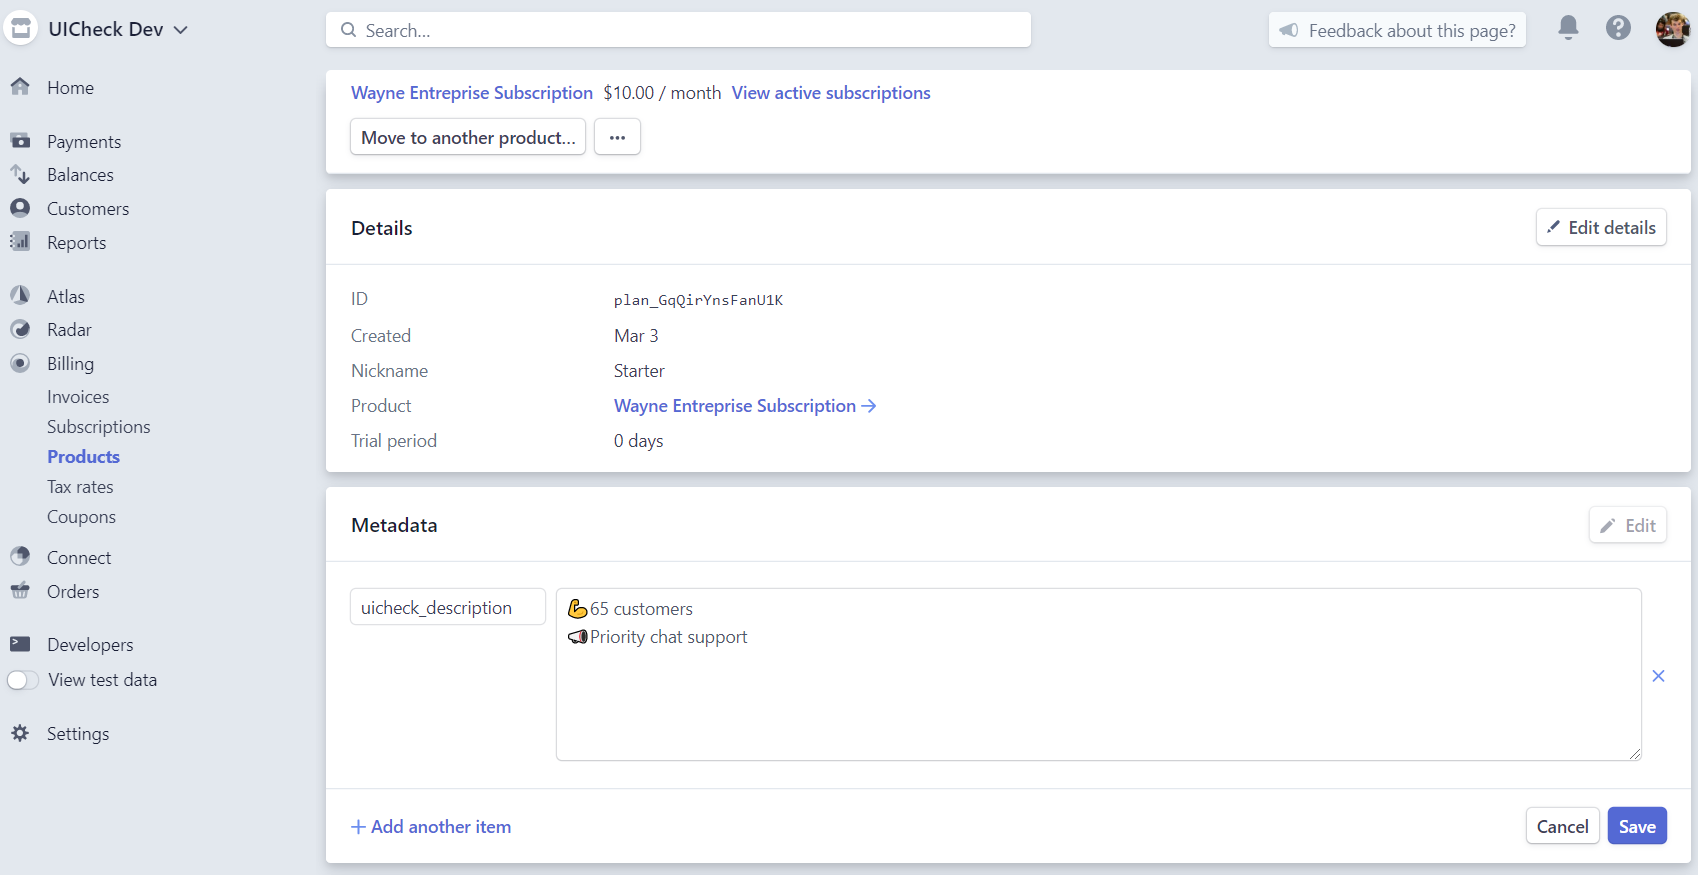 UICheck Dev
Search...
Feedback about this page?
Home
Payments
Balances
Customers
Reports
Atlas
Radar
Billing
Invoices
Subscriptions
Products
Tax rates
Coupons
Connect
Orders
Developers
View test data
Settings
Wayne Entreprise Subscription $10.00 / month View active subscriptions
Move to another product... ···
Details
Edit details
ID plan_GqQirYnsFanU1K
Created Mar 3
Nickname Starter
Product Wayne Entreprise Subscription →
Trial period 0 days
Metadata
Edit
uicheck_description
💪65 customers
📢Priority chat support
+ Add another item
Cancel Save